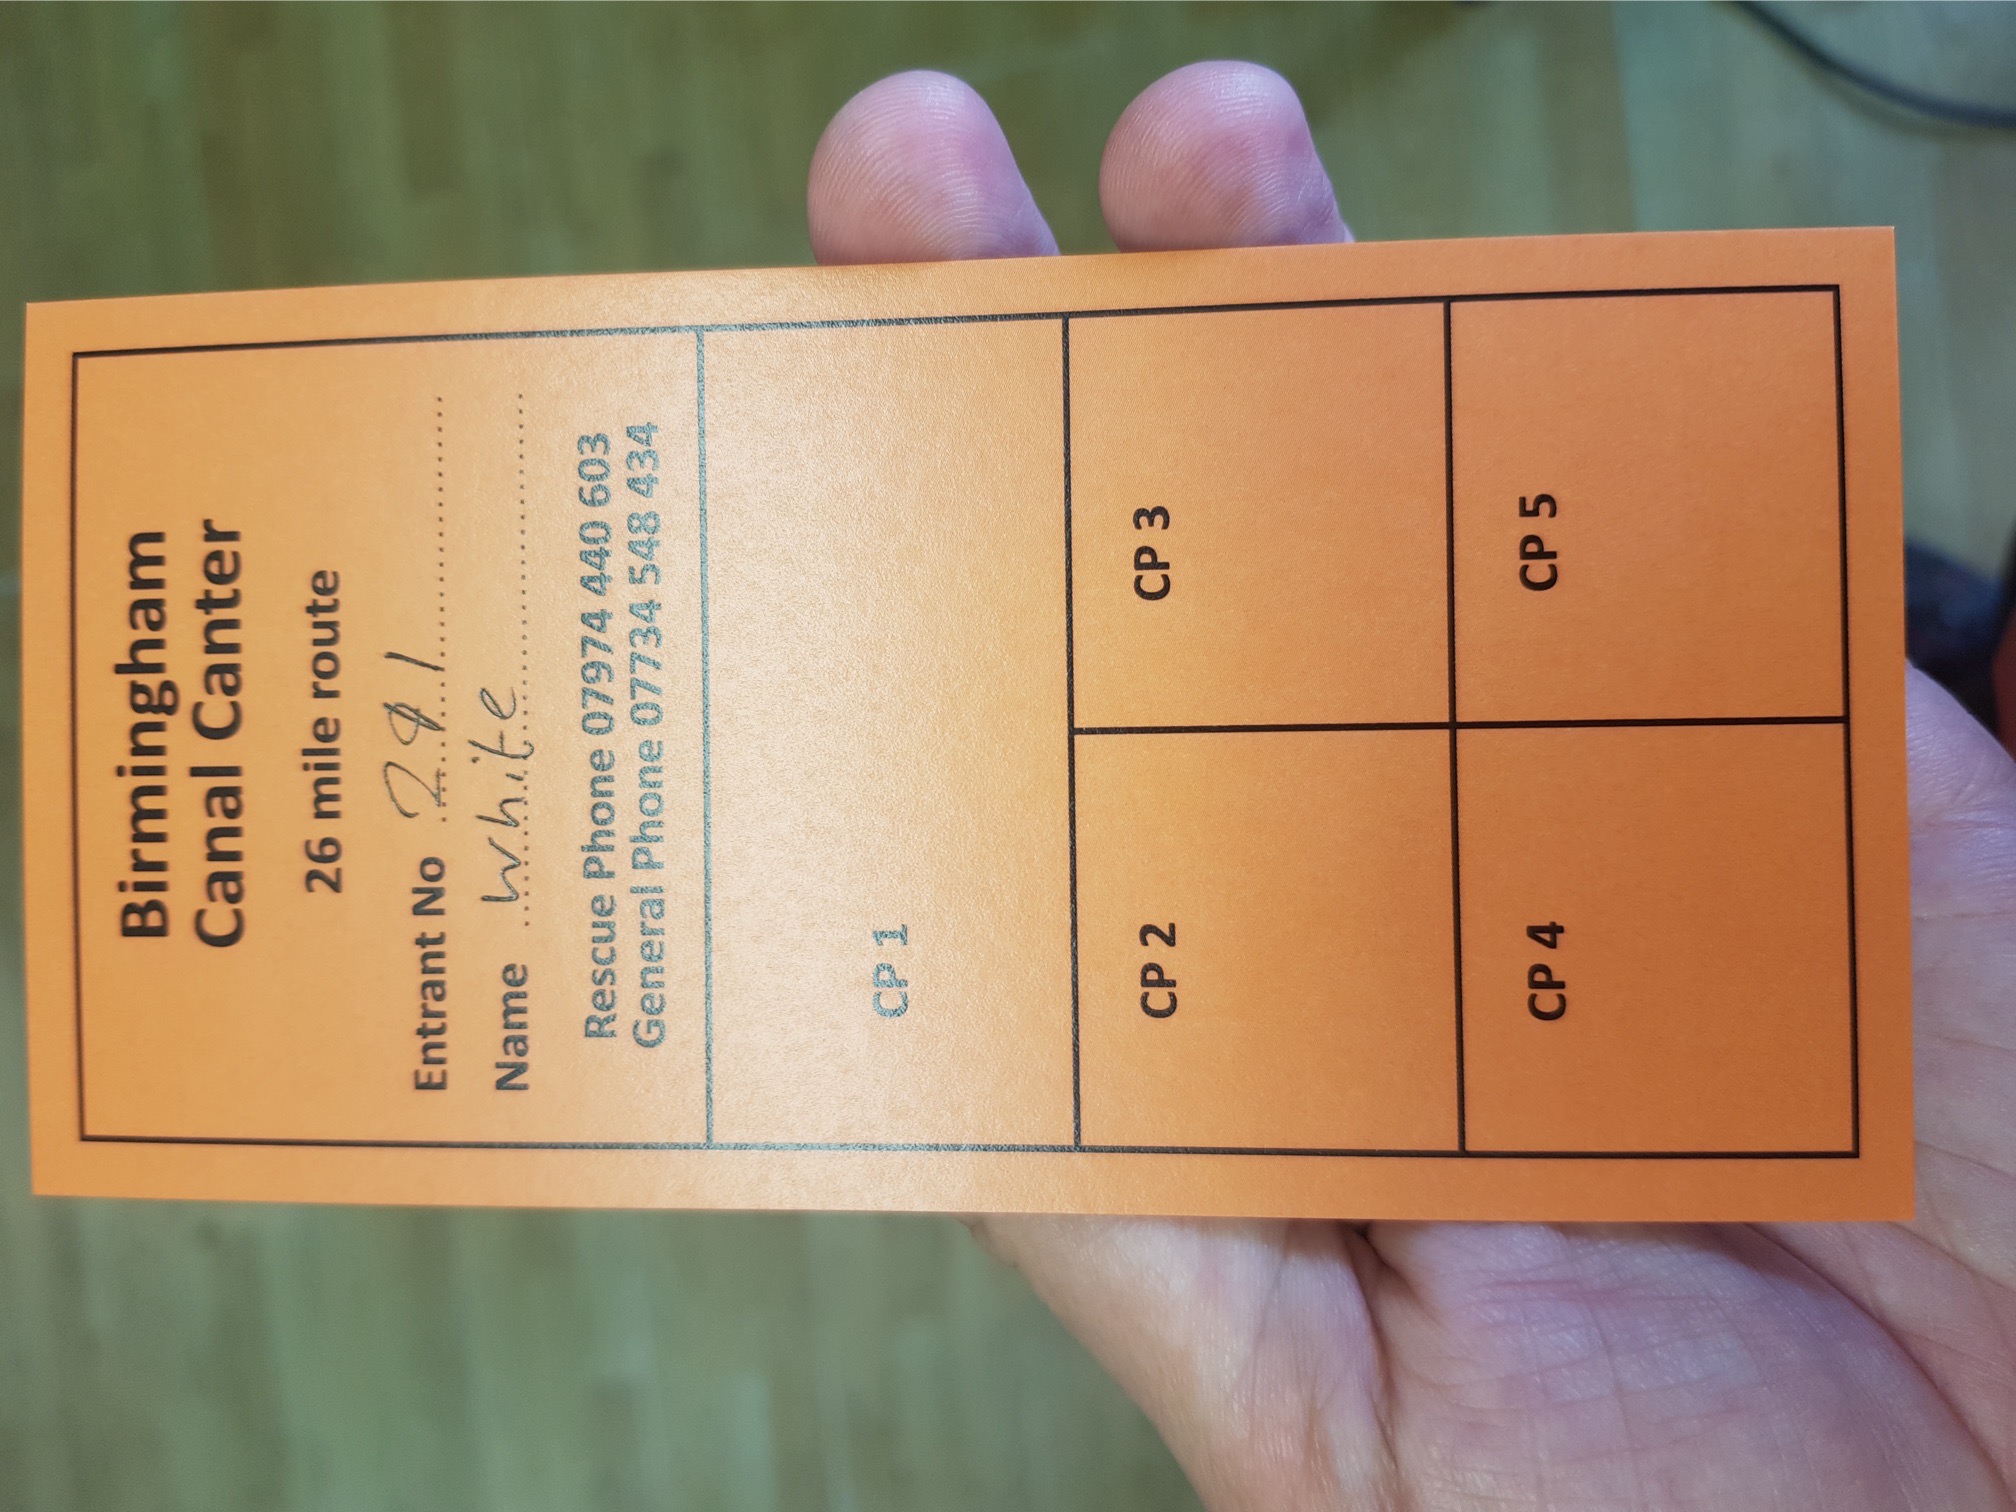 Birmingham
Canal Canter
26 mile route
Entrant No 201
Name White
Rescue Phone 07974 440 603
General Phone 07734 548 434
CP 1
CP 2 CP 3
CP 4 CP 5